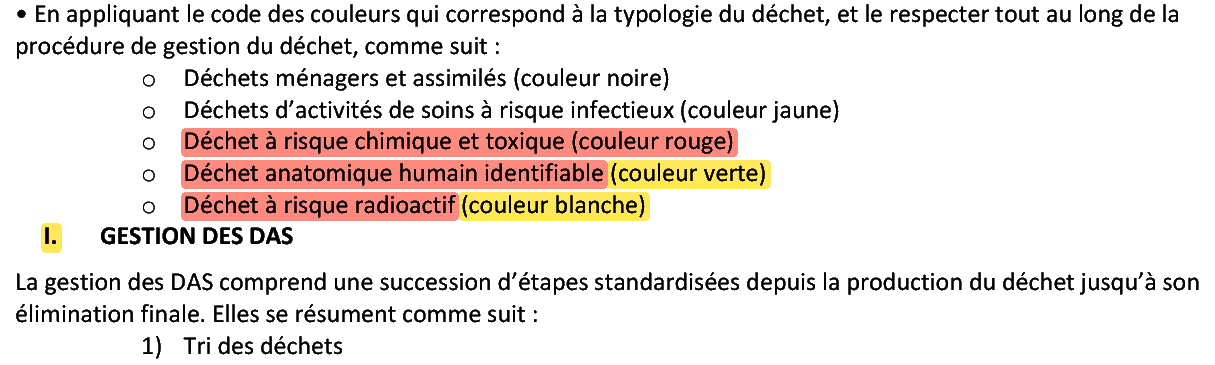 • En appliquant le code des couleurs qui correspond à la typologie du déchet, et le respecter tout au long de la
procédure de gestion du déchet, comme suit :
o Déchets ménagers et assimilés (couleur noire)
o Déchets d’activités de soins à risque infectieux (couleur jaune)
o Déchet à risque chimique et toxique (couleur rouge)
o Déchet anatomique humain identifiable (couleur verte)
o Déchet à risque radioactif (couleur blanche)
I. GESTION DES DAS
La gestion des DAS comprend une succession d’étapes standardisées depuis la production du déchet jusqu’à son
élimination finale. Elles se résument comme suit :
1) Tri des déchets